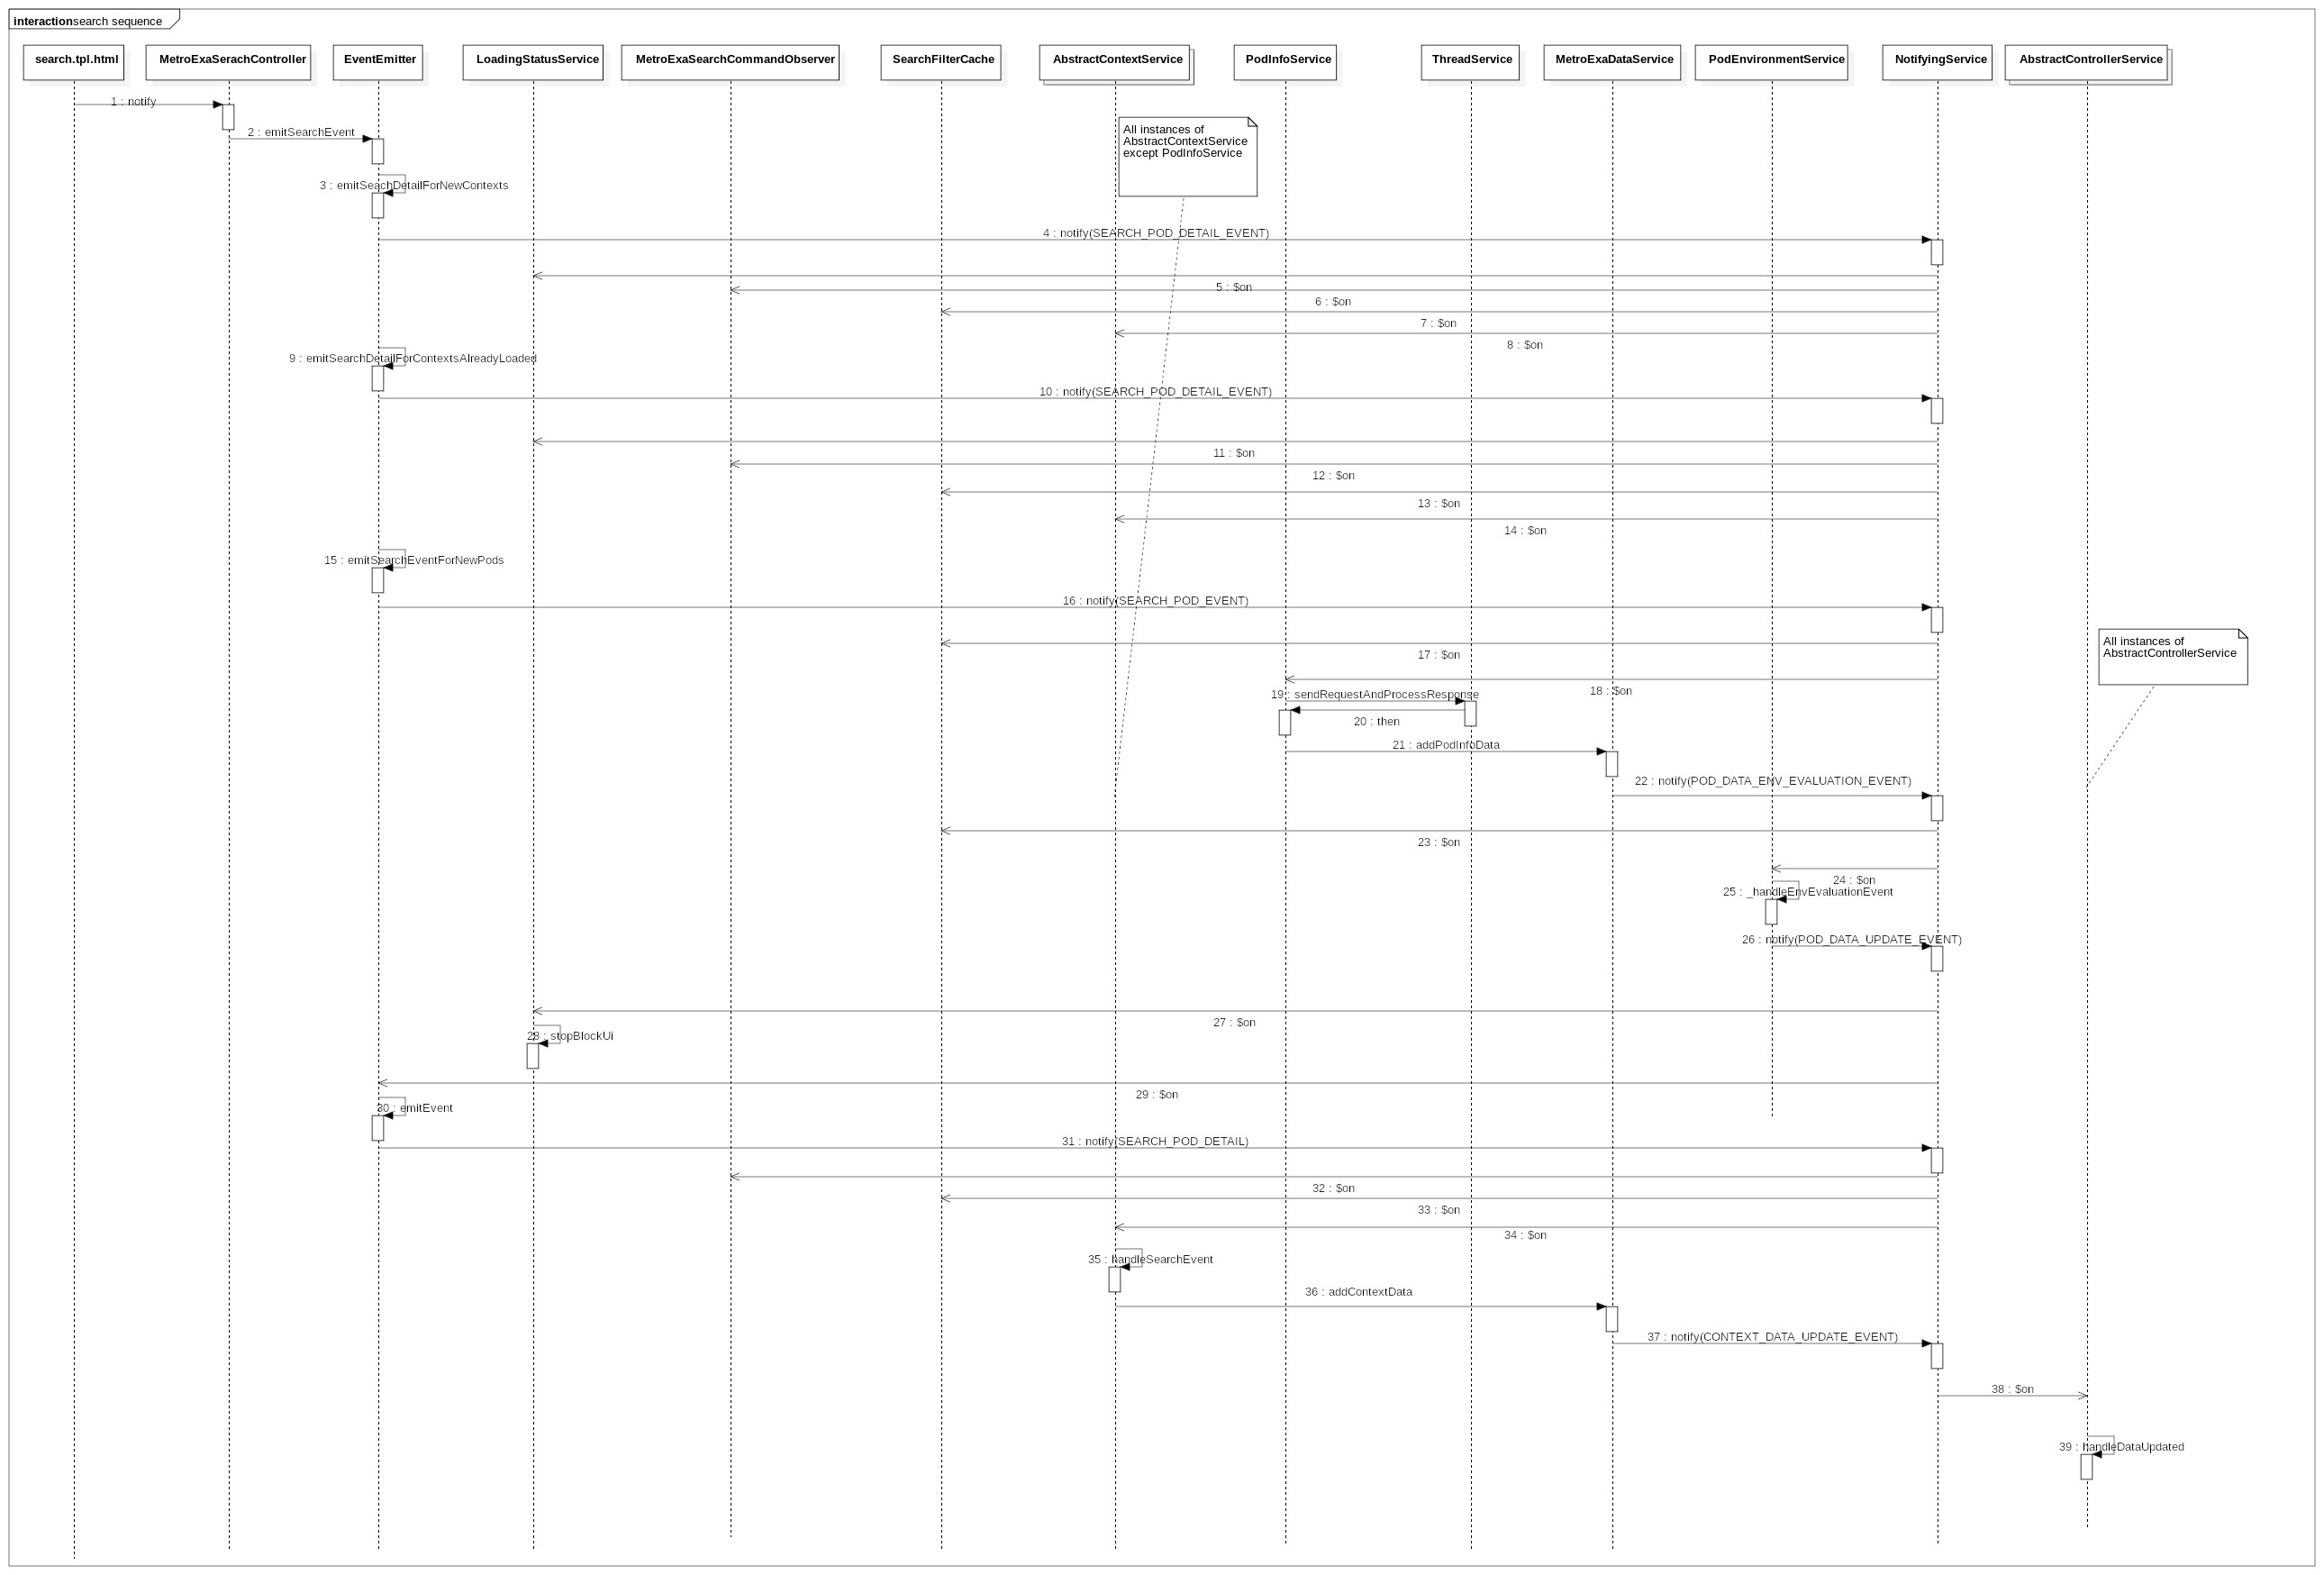 interactionsearch sequence
search.tpl.html
MetroExaSerachController
EventEmitter
LoadingStatusService
MetroExaSearchCommandObserver
SearchFilterCache
AbstractContextService
PodInfoService
ThreadService
MetroExaDataService
PodEnvironmentService
NotifyingService
AbstractControllerService
1 : notify
2 : emitSearchEvent
All instances of
AbstractContextService
except PodInfoService
3 : emitSeachDetailForNewContexts
4 : notify(SEARCH_POD_DETAIL_EVENT)
5 : $on
6 : $on
7 : $on
8 : $on
9 : emitSearchDetailForContextsAlreadyLoaded
10 : notify(SEARCH_POD_DETAIL_EVENT)
11 : $on
12 : $on
13 : $on
14 : $on
15 : emitSearchEventForNewPods
16 : notify(SEARCH_POD_EVENT)
All instances of
AbstractControllerService
17 : $on
18 : $on
19 : sendRequestAndProcessResponse
20 : then
21 : addPodInfoData
22 : notify(POD_DATA_ENV_EVALUATION_EVENT)
23 : $on
24 : $on
25 : _handleEnvEvaluationEvent
26 : notify(POD_DATA_UPDATE_EVENT)
27 : $on
28 : stopBlockUi
29 : $on
30 : emitEvent
31 : notify(SEARCH_POD_DETAIL)
32 : $on
33 : $on
34 : $on
35 : handleSearchEvent
36 : addContextData
37 : notify(CONTEXT_DATA_UPDATE_EVENT)
38 : $on
39 : handleDataUpdated